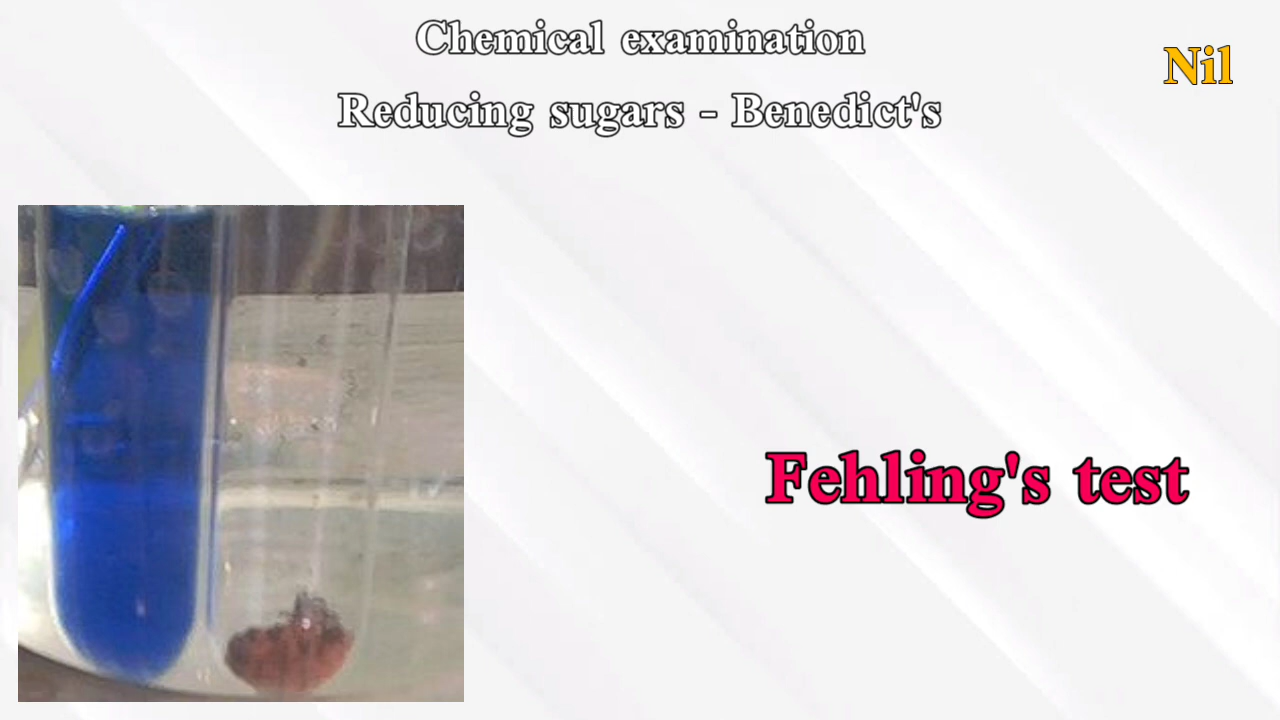 Chemical examination
Nil
Reducing sugars - Benedict's
Fehling's test